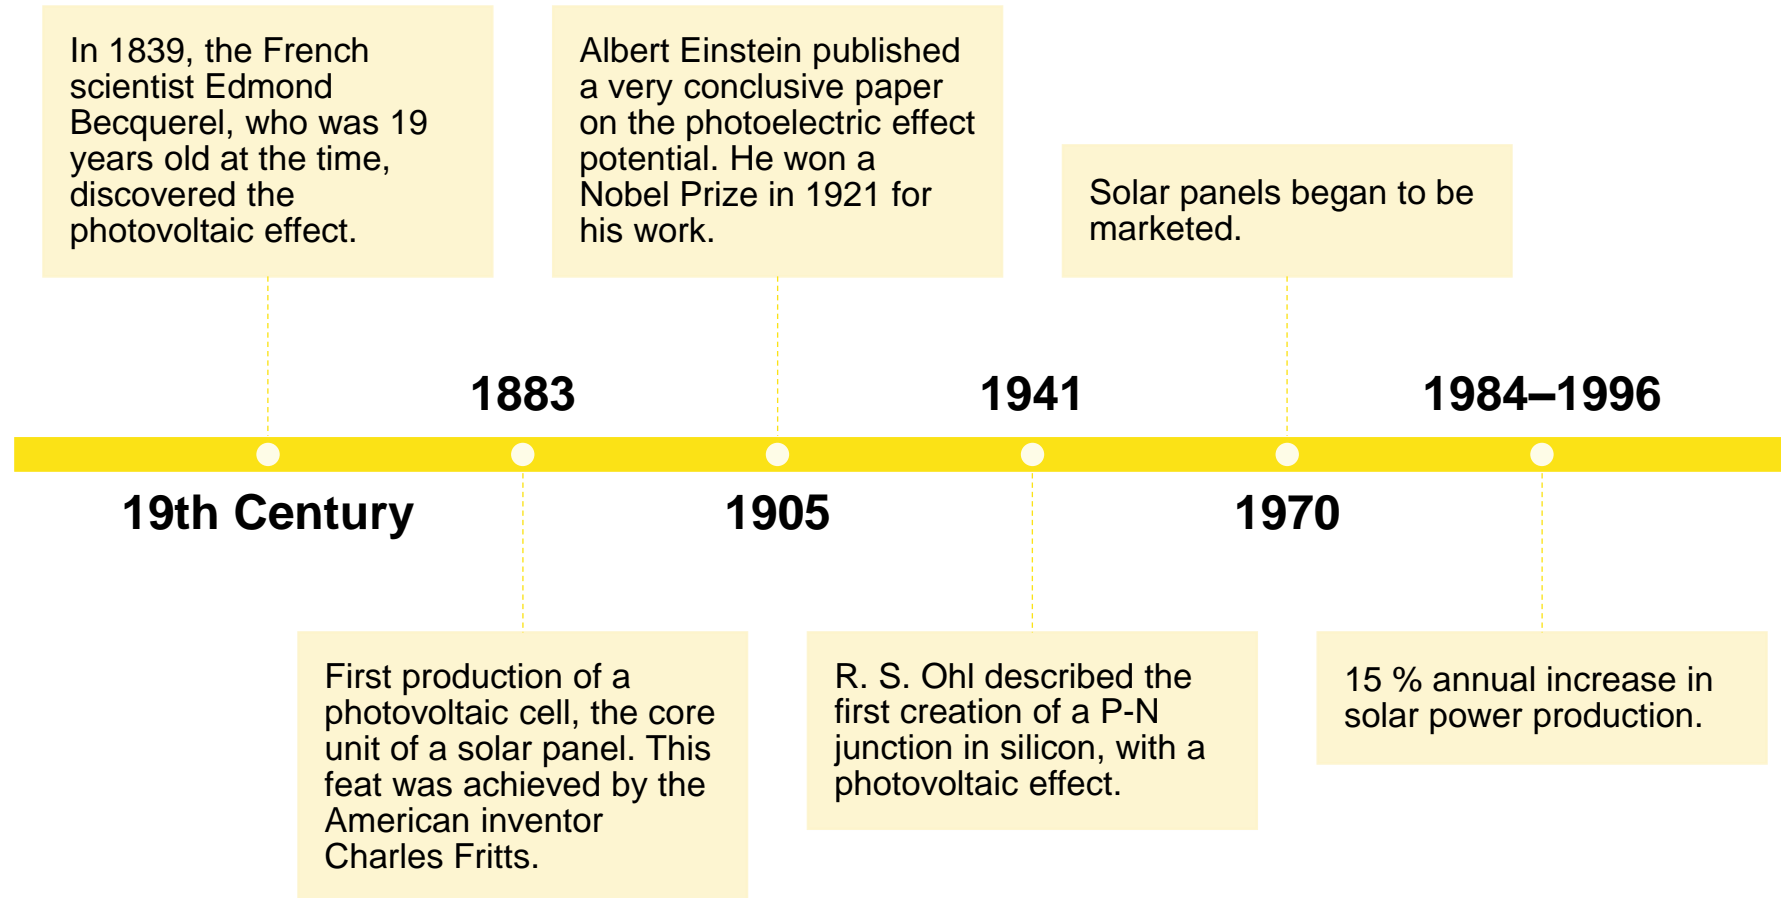 In 1839, the French
scientist Edmond
Becquerel, who was 19
years old at the time,
discovered the
photovoltaic effect.
19th Century
1883
First production of a
photovoltaic cell, the core
unit of a solar panel. This
feat was achieved by the
American inventor
Charles Fritts.
Albert Einstein published
a very conclusive paper
on the photoelectric effect
potential. He won a
Nobel Prize in 1921 for
his work.
1905
1941
R. S. Ohl described the
first creation of a P-N
junction in silicon, with a
photovoltaic effect.
Solar panels began to be
marketed.
1970
1984–1996
15 % annual increase in
solar power production.